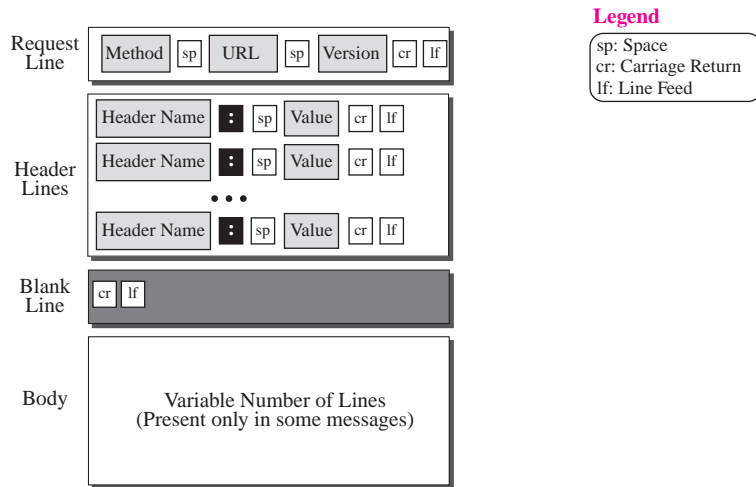 Legend
sp: Space
cr: Carriage Return
lf: Line Feed
Request Line
Method sp URL sp Version cr lf
Header Lines
Header Name : sp Value cr lf
Header Name : sp Value cr lf
• • •
Header Name : sp Value cr lf
Blank Line
cr lf
Body
Variable Number of Lines
(Present only in some messages)